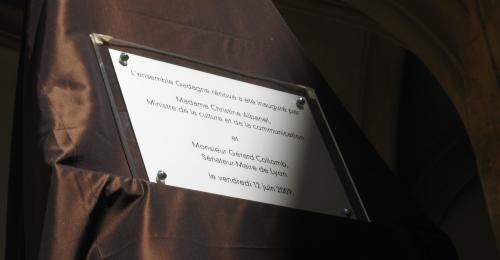 L'ensemble Gadagne rénové a été inauguré par
Madame Christine Albanel,
Ministre de la culture et de la communication
et
Monsieur Gérard Collomb,
Sénateur-Maire de Lyon
le vendredi 12 juin 2009.